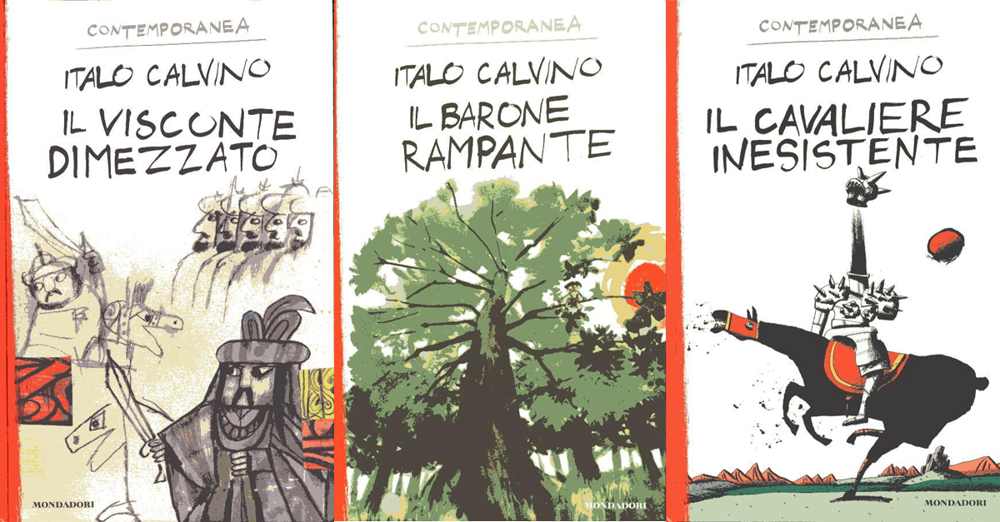 CONTEMPORANEA
ITALO CALVINO
IL VISCONTE
DIMEZZATO
MONDADORI
CONTEMPORANEA
ITALO CALVINO
IL BARONE
RAMPANTE
MONDADORI
CONTEMPORANEA
ITALO CALVINO
IL CAVALIERE
INESISTENTE
MONDADORI